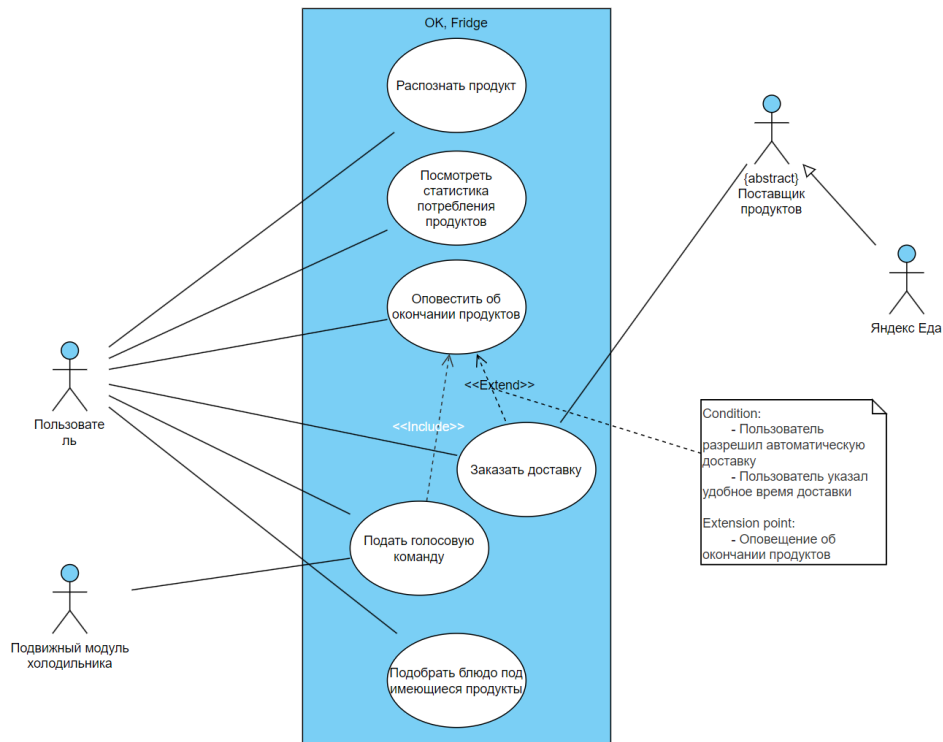 OK, Fridge
Распознать продукт
Посмотреть
статистика
потребления
продуктов
Оповестить об
окончании продуктов
<<Extend>>
<<Include>>
Заказать доставку
Подать голосовую
команду
Подобрать блюдо под
имеющиеся продукты
Пользовате
ль
Подвижный модуль
холодильника
{abstract}
Поставщик
продуктов
Яндекс Еда
Condition:
- Пользователь
разрешил автоматическую
доставку
- Пользователь указал
удобное время доставки
Extension point:
- Оповещение об
окончании продуктов